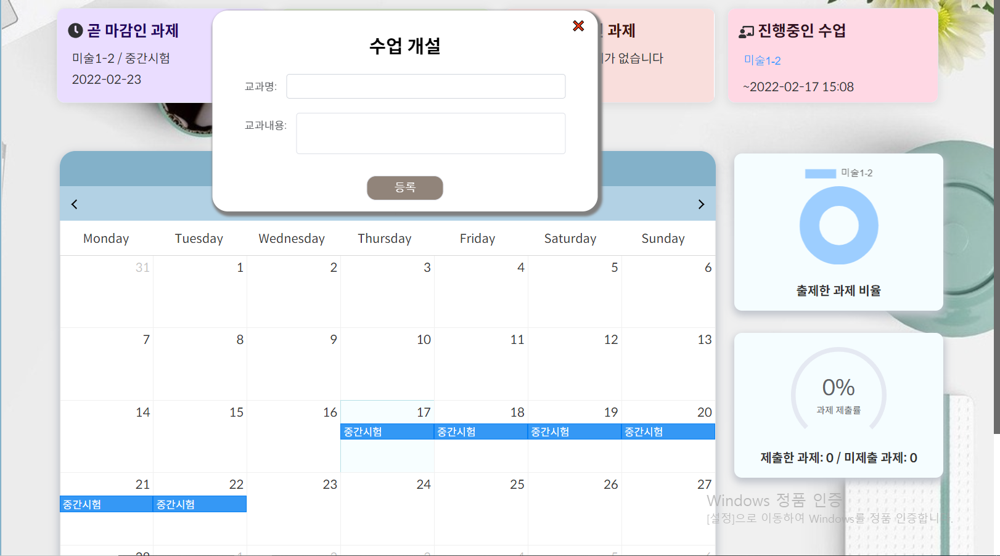 곧 마감인 과제
미술1-2 / 중간시험
2022-02-23
수업 개설
교과명:
교과내용:
등록
과제
가 없습니다
진행중인 수업
미술1-2
~2022-02-17 15:08
Monday Tuesday Wednesday Thursday Friday Saturday Sunday
31 1 2 3 4 5 6
7 8 9 10 11 12 13
14 15 16 17 18 19 20
중간시험 중간시험 중간시험 중간시험
21 22 23 24 25 26 27
중간시험 중간시험
미술1-2
출제한 과제 비율
0%
과제 제출률
제출한 과제: 0 / 미제출 과제: 0
Windows 정품 인증
[설정]으로 이동하여 Windows를 정품 인증합니